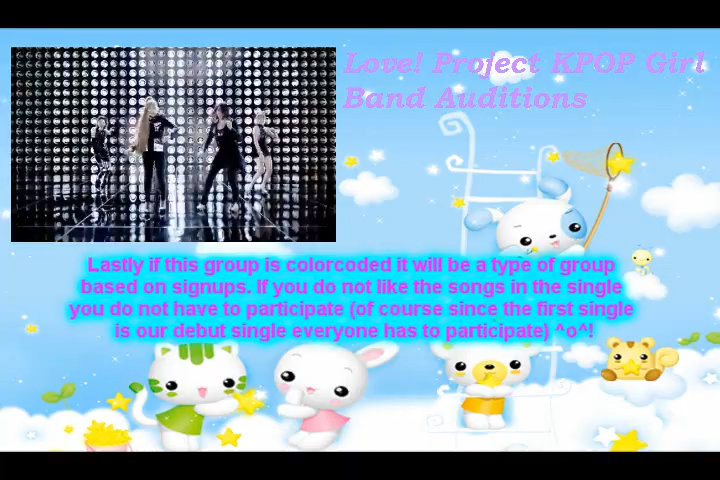 Love! Project KPOP Girl
Band Auditions
Lastly if this group is colorcoded it will be a type of group
based on signups. If you do not like the songs in the single
you do not have to participate (of course since the first single
is our debut single everyone has to participate) ^o^!